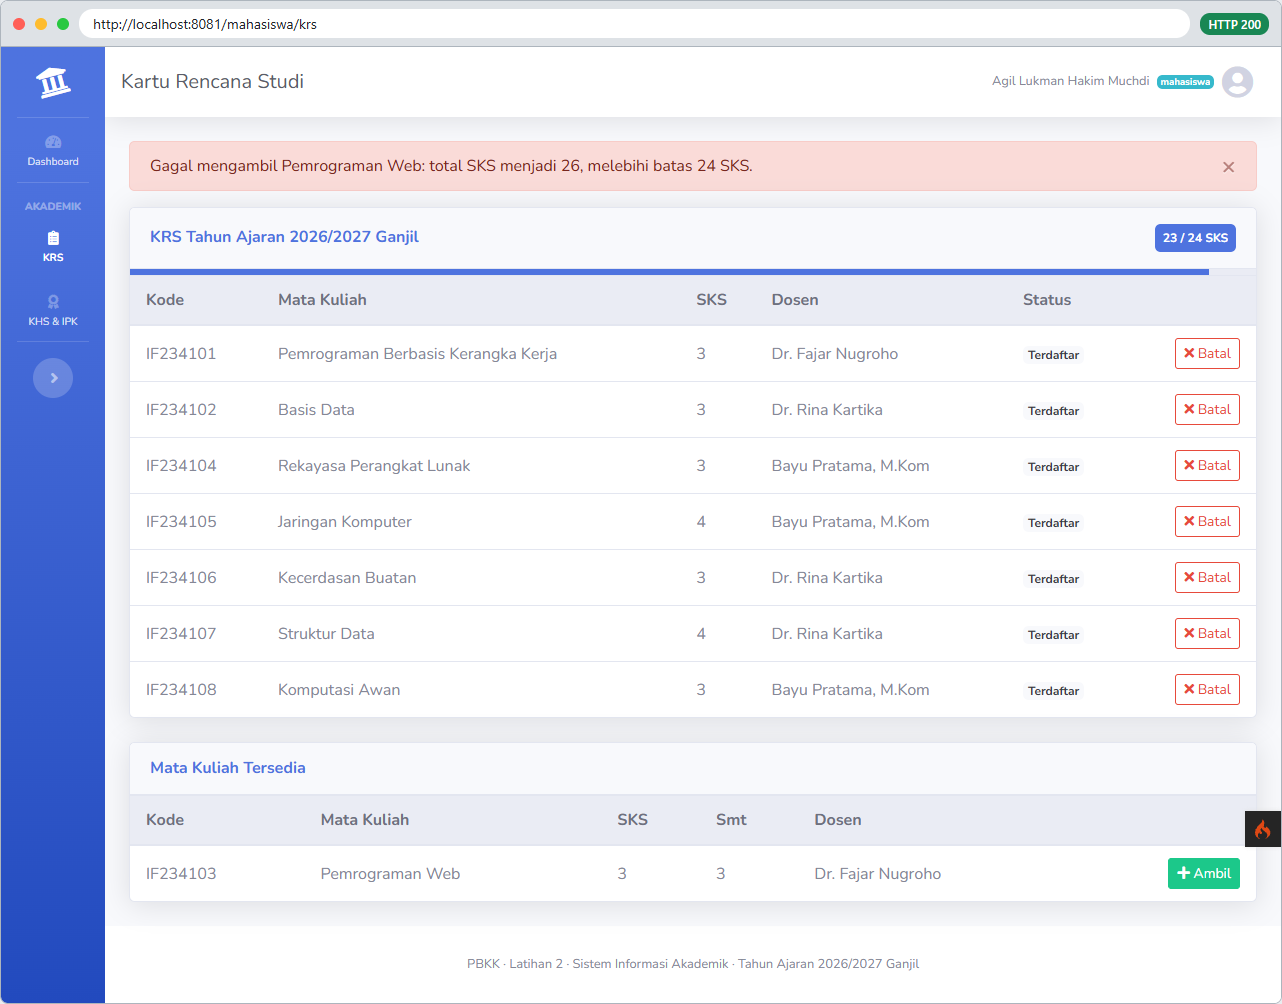 http://localhost:8081/mahasiswa/krs
HTTP 200
Kartu Rencana Studi
Agil Lukman Hakim Muchdi mahasiswa
Dashboard
AKADEMIK
KRS
KHS & IPK
Gagal mengambil Pemrograman Web: total SKS menjadi 26, melebihi batas 24 SKS.
KRS Tahun Ajaran 2026/2027 Ganjil
23 / 24 SKS
Kode Mata Kuliah SKS Dosen Status
IF234101 Pemrograman Berbasis Kerangka Kerja 3 Dr. Fajar Nugroho Terdaftar Batal
IF234102 Basis Data 3 Dr. Rina Kartika Terdaftar Batal
IF234104 Rekayasa Perangkat Lunak 3 Bayu Pratama, M.Kom Terdaftar Batal
IF234105 Jaringan Komputer 4 Bayu Pratama, M.Kom Terdaftar Batal
IF234106 Kecerdasan Buatan 3 Dr. Rina Kartika Terdaftar Batal
IF234107 Struktur Data 4 Dr. Rina Kartika Terdaftar Batal
IF234108 Komputasi Awan 3 Bayu Pratama, M.Kom Terdaftar Batal
Mata Kuliah Tersedia
Kode Mata Kuliah SKS Smt Dosen
IF234103 Pemrograman Web 3 3 Dr. Fajar Nugroho Ambil
PBKK · Latihan 2 · Sistem Informasi Akademik · Tahun Ajaran 2026/2027 Ganjil